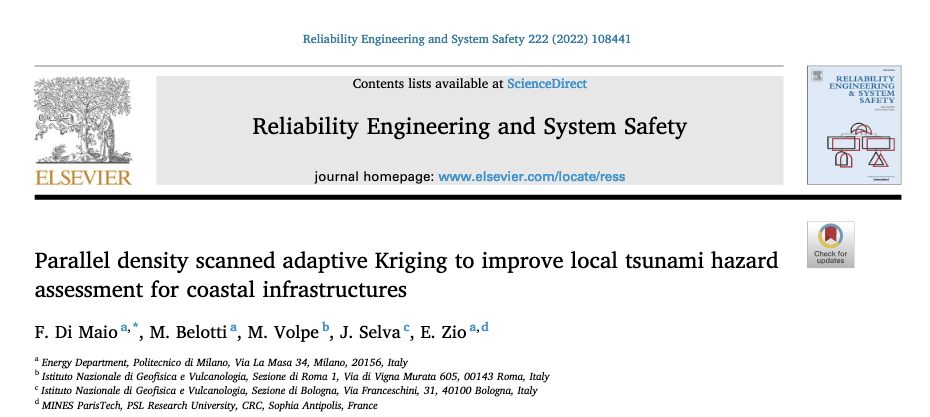 Reliability Engineering and System Safety 222 (2022) 108441
Contents lists available at ScienceDirect
Reliability Engineering and System Safety
journal homepage: www.elsevier.com/locate/ress
ELSEVIER
RELIABILITY
ENGINEERING
& SYSTEM
SAFETY
Check for
updates
Parallel density scanned adaptive Kriging to improve local tsunami hazard
assessment for coastal infrastructures
F. Di Maio a,*, M. Belotti a, M. Volpe b, J. Selva c, E. Zio a,d
a Energy Department, Politecnico di Milano, Via La Masa 34, Milano, 20156, Italy
b Istituto Nazionale di Geofisica e Vulcanologia, Sezione di Roma 1, Via di Vigna Murata 605, 00143 Roma, Italy
c Istituto Nazionale di Geofisica e Vulcanologia, Sezione di Bologna, Via Franceschini, 31, 40100 Bologna, Italy
d MINES ParisTech, PSL Research University, CRC, Sophia Antipolis, France